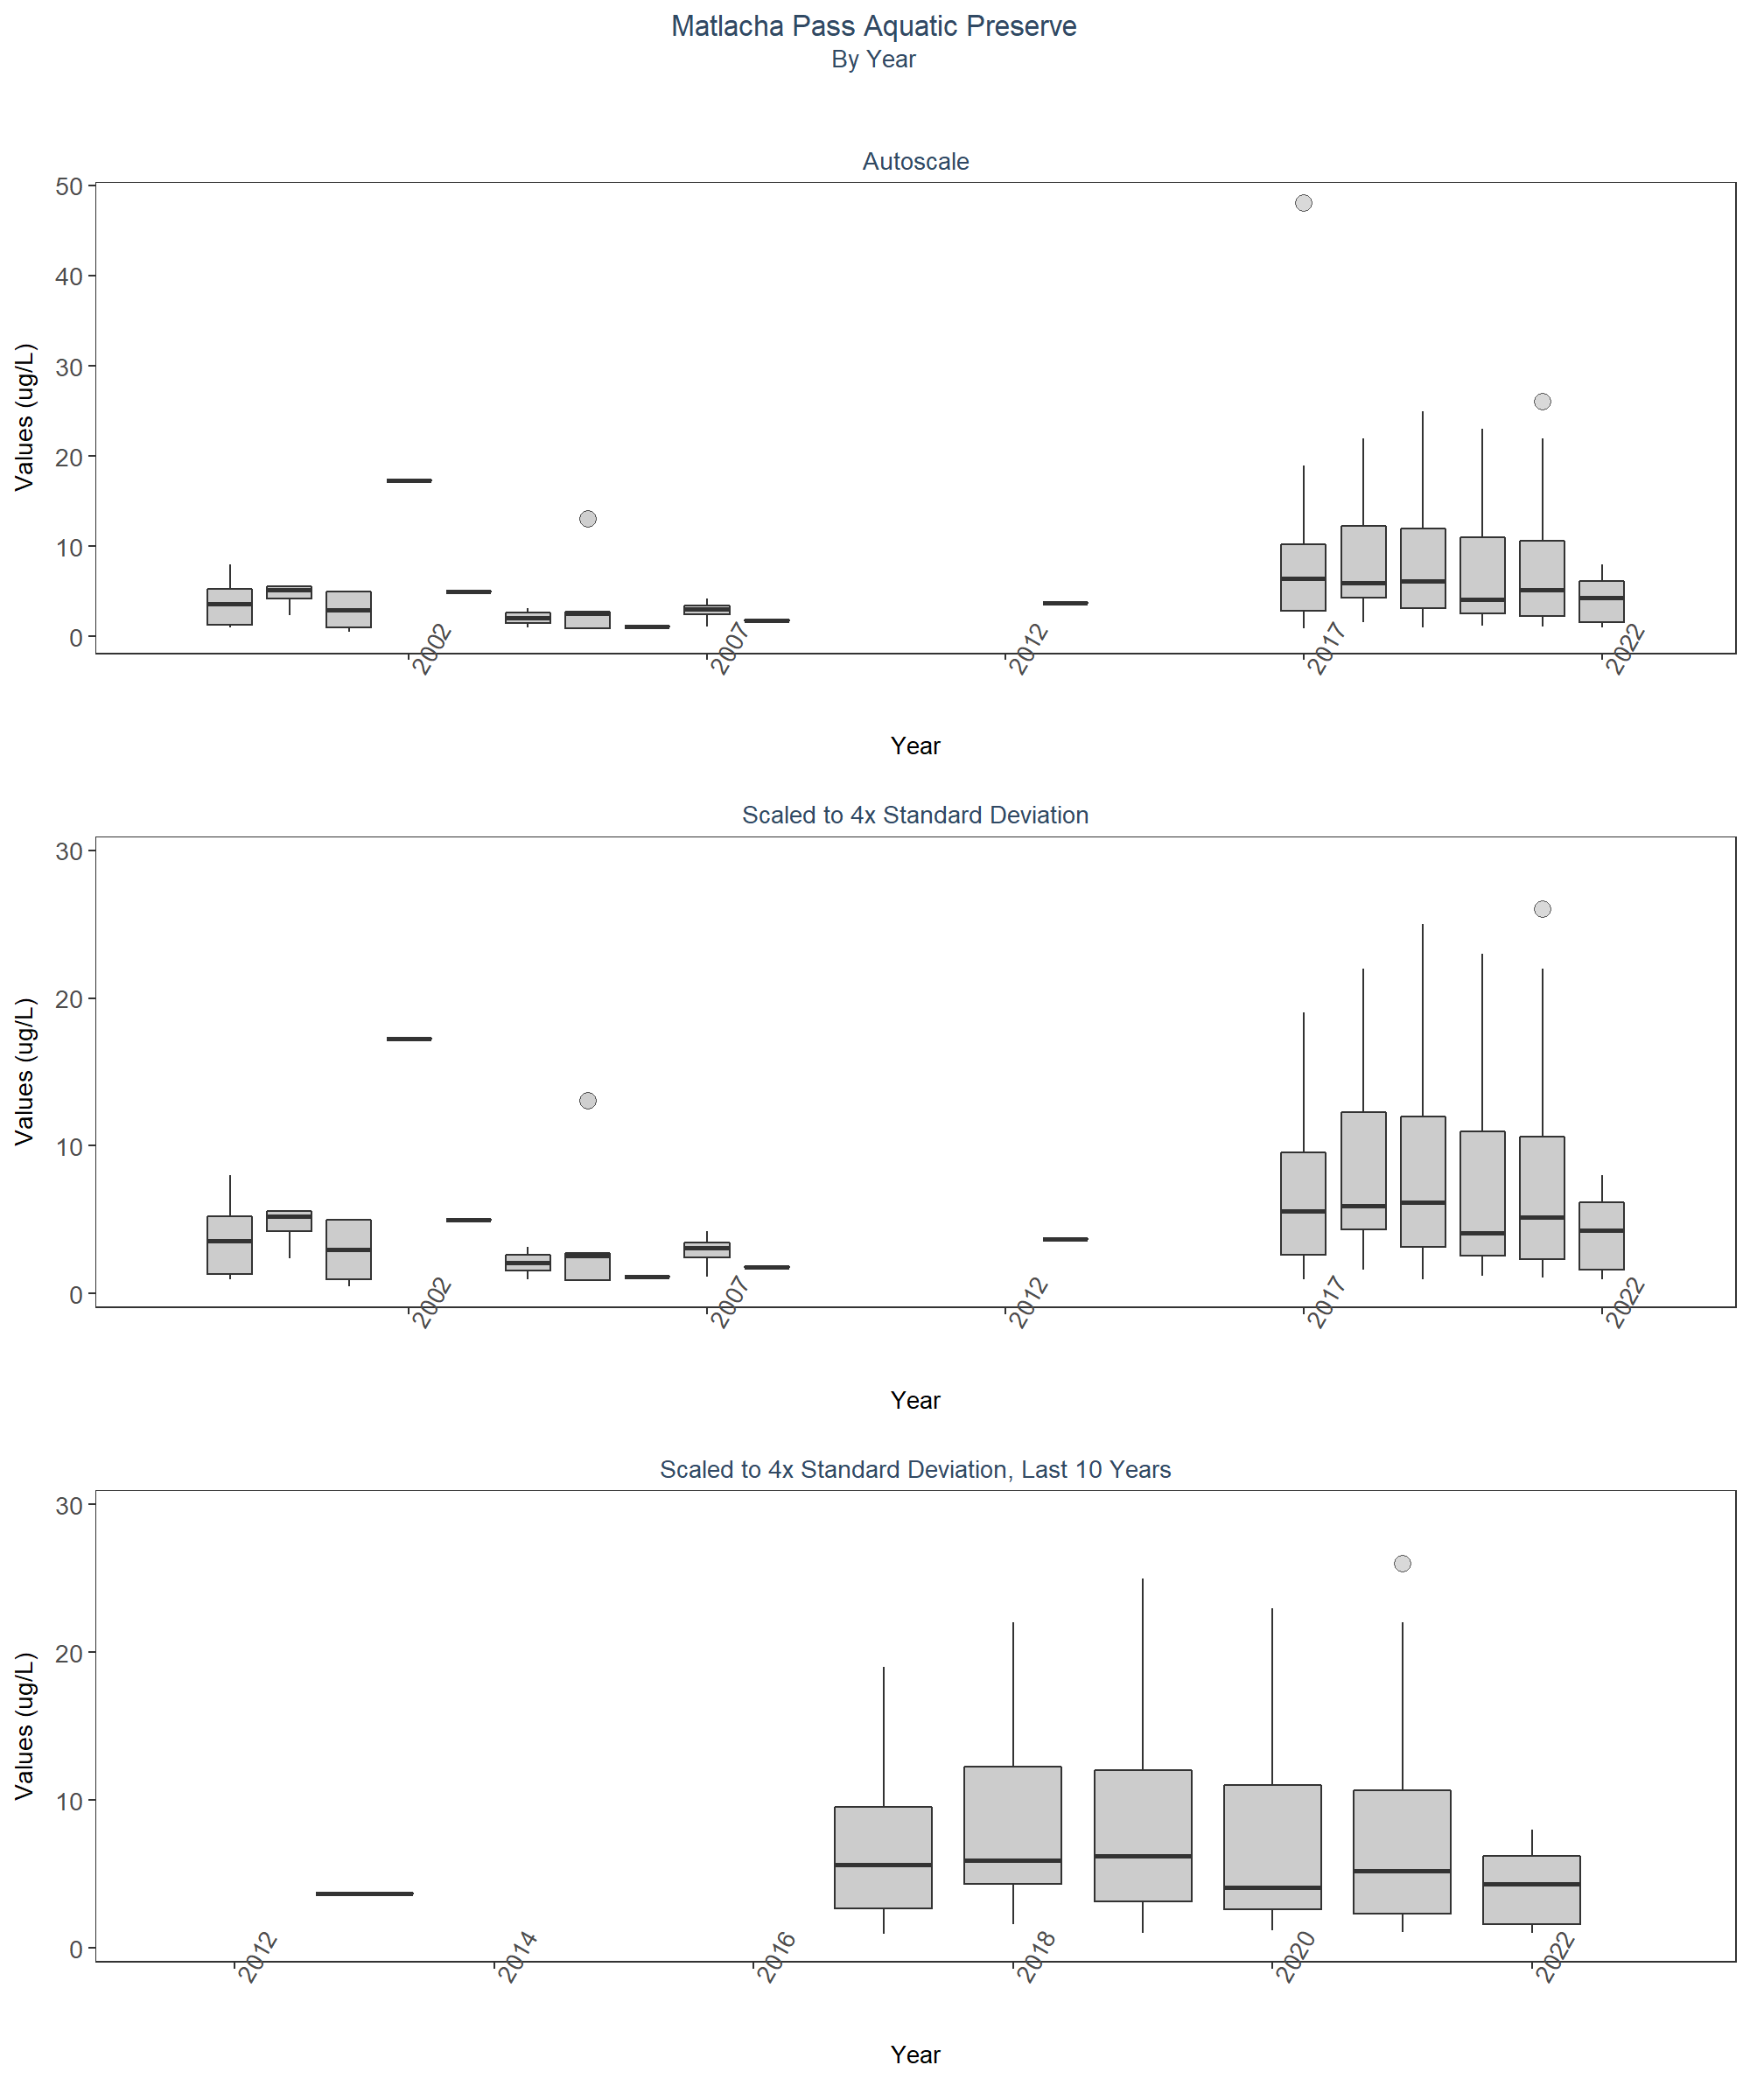 Matlacha Pass Aquatic Preserve
By Year
Autoscale
50
40
30
20
10
0
Values (ug/L)
2002
2007
2012
2017
2022
Year
Scaled to 4x Standard Deviation
30
20
10
0
Values (ug/L)
2002
2007
2012
2017
2022
Year
Scaled to 4x Standard Deviation, Last 10 Years
30
20
10
0
Values (ug/L)
2012
2014
2016
2018
2020
2022
Year